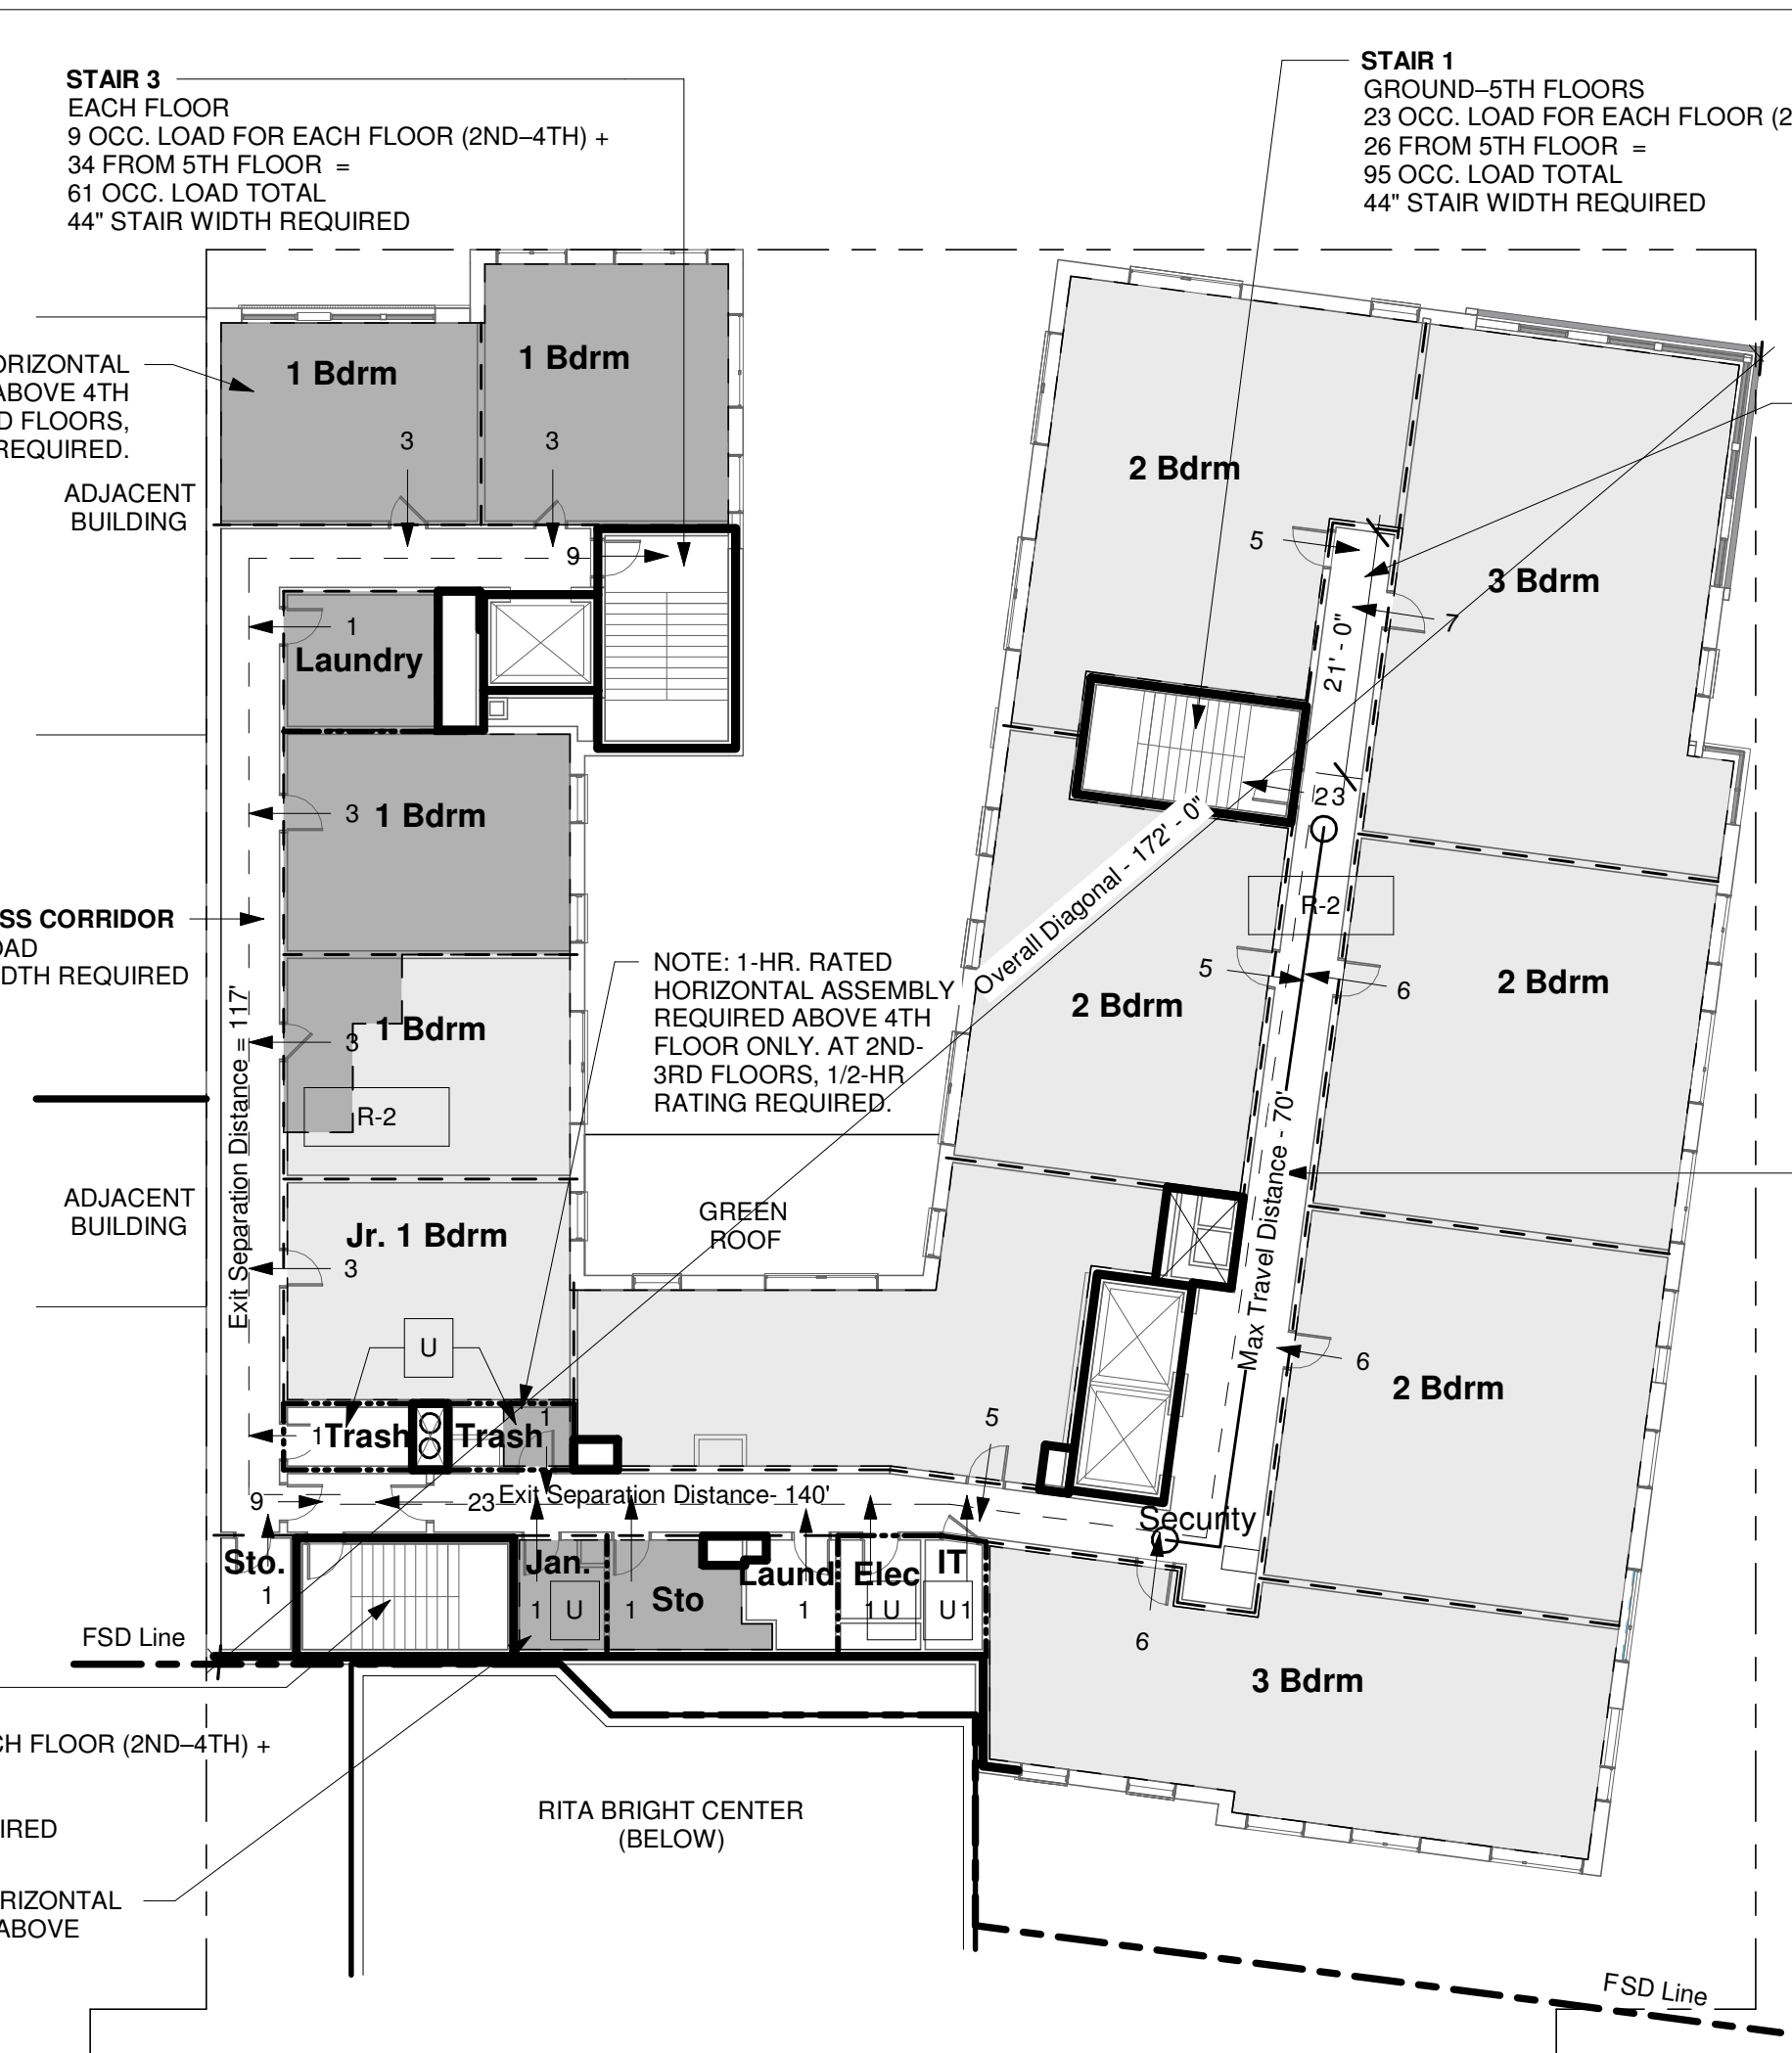 STAIR 3
EACH FLOOR
9 OCC. LOAD FOR EACH FLOOR (2ND–4TH) +
34 FROM 5TH FLOOR =
61 OCC. LOAD TOTAL
44" STAIR WIDTH REQUIRED
STAIR 1
GROUND–5TH FLOORS
23 OCC. LOAD FOR EACH FLOOR (2
26 FROM 5TH FLOOR =
95 OCC. LOAD TOTAL
44" STAIR WIDTH REQUIRED
ORIZONTAL
ABOVE 4TH
D FLOORS,
REQUIRED.
ADJACENT
BUILDING
1 Bdrm
3
1 Bdrm
3
9
1
Laundry
3
1 Bdrm
SS CORRIDOR
OAD
DTH REQUIRED
Exit Separation Distance = 117'
3
1 Bdrm
R-2
ADJACENT
BUILDING
Jr. 1 Bdrm
3
U
1
Trash
Trash
1
NOTE: 1-HR. RATED
HORIZONTAL ASSEMBLY
REQUIRED ABOVE 4TH
FLOOR ONLY. AT 2ND-
3RD FLOORS, 1/2-HR
RATING REQUIRED.
GREEN
ROOF
Overall Diagonal - 172' - 0"
2 Bdrm
5
3 Bdrm
7
21' - 0"
23
R-2
5
6
2 Bdrm
2 Bdrm
Max Travel Distance - 70'
6
2 Bdrm
5
9
23
Exit Separation Distance- 140'
Security
Sto.
1
Jan.
1
U
1
Sto
Laund
1
Elec
1
U
IT
U
1
6
3 Bdrm
FSD Line
CH FLOOR (2ND–4TH) +
IRED
RIZONTAL
ABOVE
RITA BRIGHT CENTER
(BELOW)
FSD Line